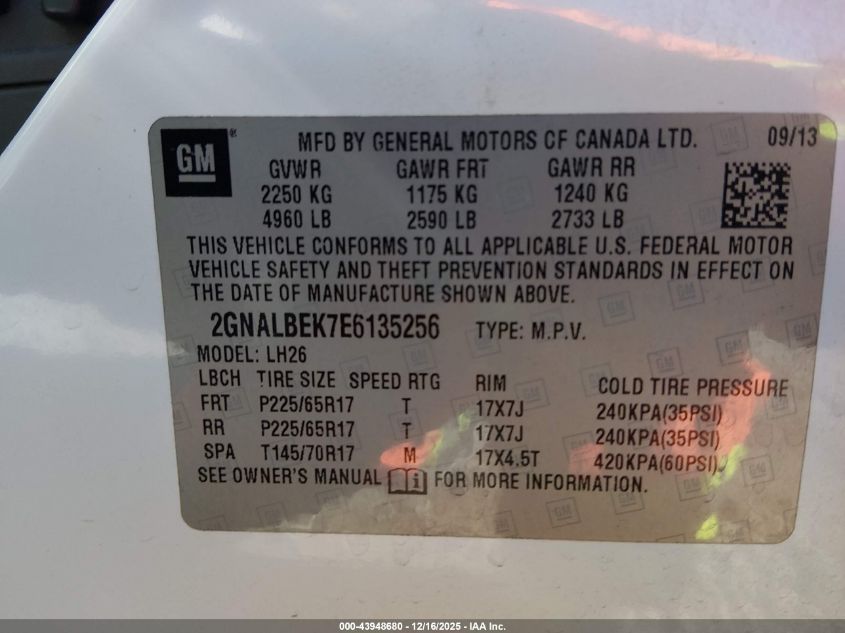 GM ® MFD BY GENERAL MOTORS OF CANADA LTD. 09/13
GVWR GAWR FRT GAWR RR
2250 KG 1175 KG 1240 KG
4960 LB 2590 LB 2733 LB
THIS VEHICLE CONFORMS TO ALL APPLICABLE U.S. FEDERAL MOTOR
VEHICLE SAFETY AND THEFT PREVENTION STANDARDS IN EFFECT ON
THE DATE OF MANUFACTURE SHOWN ABOVE.
2GNALBEK7E6135256 TYPE: M.P.V.
MODEL: LH26
LBCH TIRE SIZE SPEED RTG RIM COLD TIRE PRESSURE
FRT P225/65R17 T 17X7J 240KPA(35PSI)
RR P225/65R17 T 17X7J 240KPA(35PSI)
SPA T145/70R17 M 17X4.5T 420KPA(60PSI)
SEE OWNER'S MANUAL i FOR MORE INFORMATION.
000-43948680 - 12/16/2025 - IAA Inc.